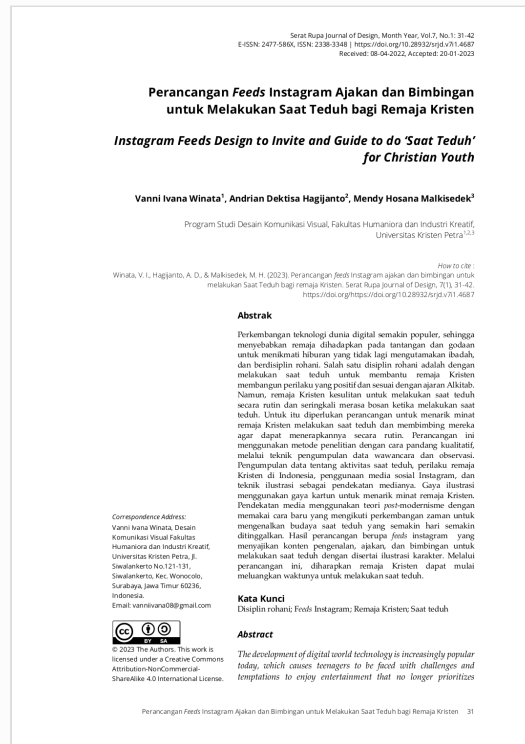 Serat Rupa Journal of Design, Month Year, Vol.7, No.1: 31-42
E-ISSN: 2477-586X, ISSN: 2338-3348 | https://doi.org/10.28932/srjd.v7i1.4687
Received: 08-04-2022, Accepted: 20-01-2023
Perancangan Feeds Instagram Ajakan dan Bimbingan
untuk Melakukan Saat Teduh bagi Remaja Kristen
Instagram Feeds Design to Invite and Guide to do ‘Saat Teduh’
for Christian Youth
Vanni Ivana Winata1, Andrian Dektisa Hagijanto2, Mendy Hosana Malkisedek3
Program Studi Desain Komunikasi Visual, Fakultas Humaniora dan Industri Kreatif,
Universitas Kristen Petra1,2,3
How to cite :
Winata, V. I., Hagijanto, A. D., & Malkisedek, M. H. (2023). Perancangan feeds Instagram ajakan dan bimbingan untuk
melakukan Saat Teduh bagi remaja Kristen. Serat Rupa Journal of Design, 7(1), 31-42.
https://doi.org/https://doi.org/10.28932/srjd.v7i1.4687
Abstrak
Perkembangan teknologi dunia digital semakin populer, sehingga
menyebabkan remaja dihadapkan pada tantangan dan godaan
untuk menikmati hiburan yang tidak lagi mengutamakan ibadah,
dan berdisiplin rohani. Salah satu disiplin rohani adalah dengan
melakukan saat teduh untuk membantu remaja Kristen
membangun perilaku yang positif dan sesuai dengan ajaran Alkitab.
Namun, remaja Kristen kesulitan untuk melakukan saat teduh
secara rutin dan seringkali merasa bosan ketika melakukan saat
teduh. Untuk itu diperlukan perancangan untuk menarik minat
remaja Kristen melakukan saat teduh dan membimbing mereka
agar dapat menerapkannya secara rutin. Perancangan ini
menggunakan metode penelitian dengan cara pandang kualitatif,
melalui teknik pengumpulan data wawancara dan observasi.
Pengumpulan data tentang aktivitas saat teduh, perilaku remaja
Kristen di Indonesia, penggunaan media sosial Instagram, dan
teknik ilustrasi sebagai pendekatan medianya. Gaya ilustrasi
menggunakan gaya kartun untuk menarik minat remaja Kristen.
Pendekatan media menggunakan teori post-modernisme dengan
memakai cara baru yang mengikuti perkembangan zaman untuk
mengenalkan budaya saat teduh yang semakin hari semakin
ditinggalkan. Hasil perancangan berupa feeds instagram yang
menyajikan konten pengenalan, ajakan, dan bimbingan untuk
melakukan saat teduh dengan disertai ilustrasi karakter. Melalui
perancangan ini, diharapkan remaja Kristen dapat mulai
meluangkan waktunya untuk melakukan saat teduh.
Kata Kunci
Disiplin rohani; Feeds Instagram; Remaja Kristen; Saat teduh
Abstract
The development of digital world technology is increasingly popular
today, which causes teenagers to be faced with challenges and
temptations to enjoy entertainment that no longer prioritizes
Correspondence Address:
Vanni Ivana Winata, Desain
Komunikasi Visual Fakultas
Humaniora dan Industri Kreatif,
Universitas Kristen Petra, Jl.
Siwalankerto No.121-131,
Siwalankerto, Kec. Wonocolo,
Surabaya, Jawa Timur 60236,
Indonesia.
Email: vanniivana08@gmail.com
cc BY SA
© 2023 The Authors. This work is
licensed under a Creative Commons
Attribution-NonCommercial-
ShareAlike 4.0 International License.
Perancangan Feeds Instagram Ajakan dan Bimbingan untuk Melakukan Saat Teduh bagi Remaja Kristen 31